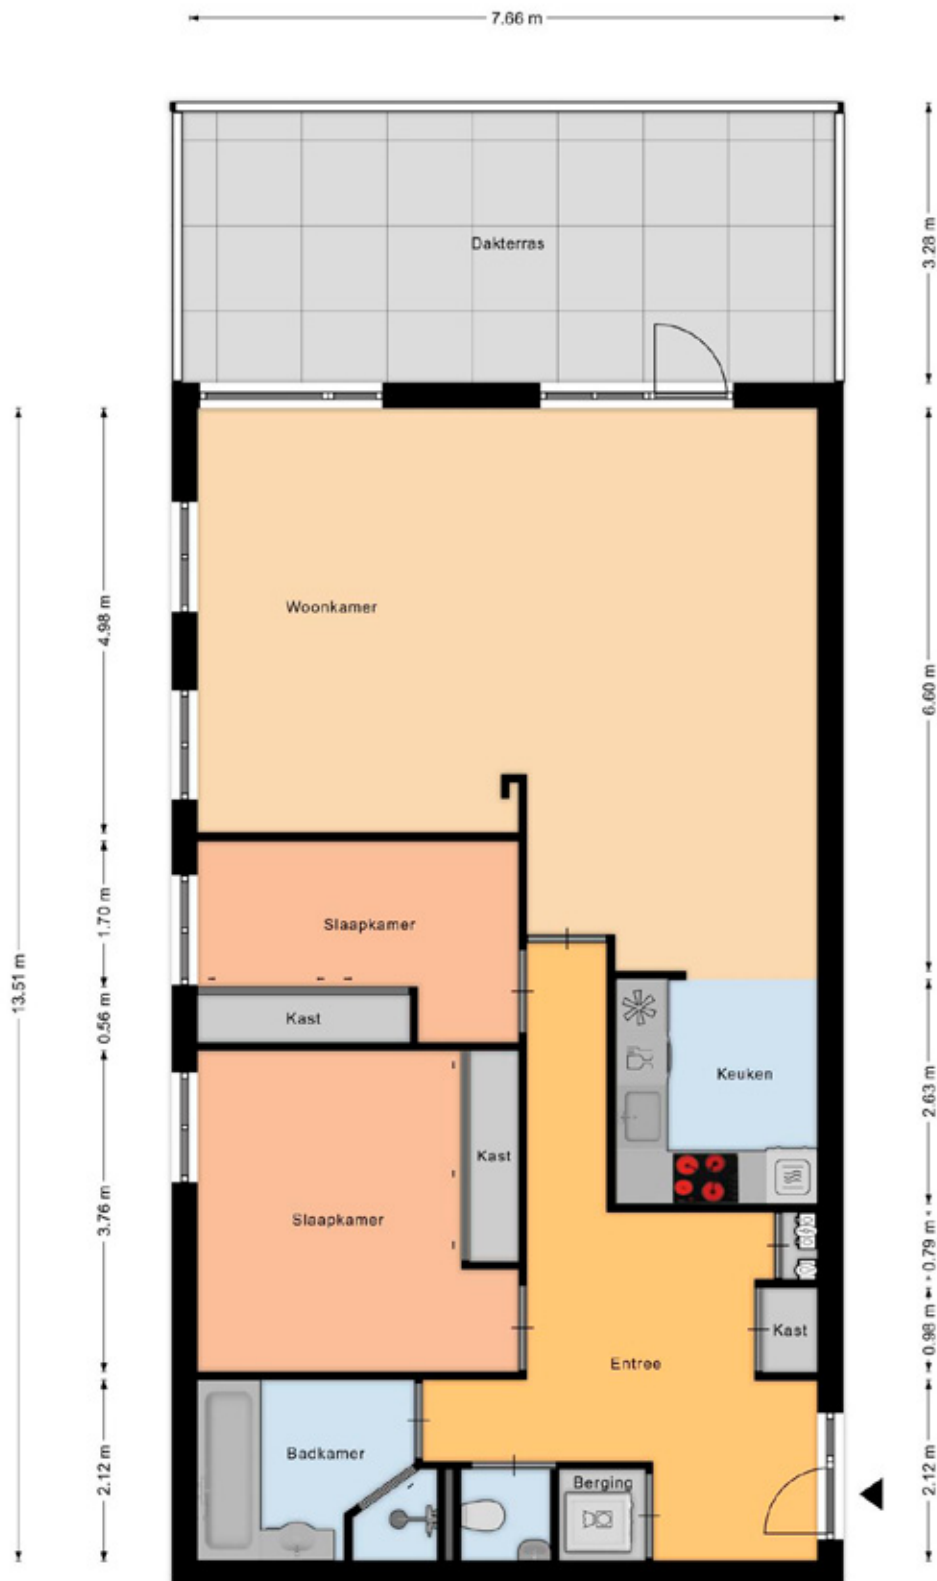 7.66 m
Dakterras
3.28 m
Woonkamer
4.98 m
6.60 m
13.51 m
Slaapkamer
1.70 m
Kast
0.56 m
Keuken
2.63 m
Kast
Slaapkamer
3.76 m
0.79 m
Kast
0.98 m
Entree
Badkamer
2.12 m
Berging
2.12 m